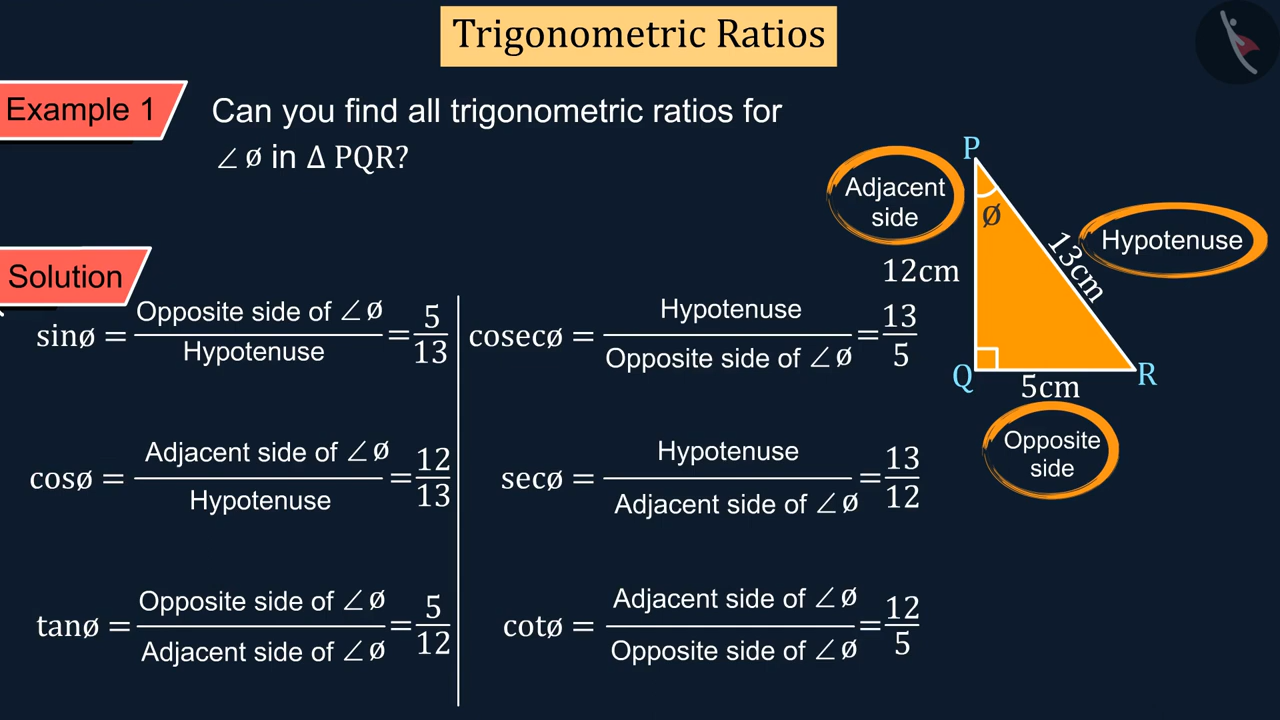 Trigonometric Ratios
Example 1
Can you find all trigonometric ratios for
∠ø in Δ PQR?
Solution
sinø = Opposite side of ∠ø / Hypotenuse = 5/13
cosecø = Hypotenuse / Opposite side of ∠ø = 13/5
cosø = Adjacent side of ∠ø / Hypotenuse = 12/13
secø = Hypotenuse / Adjacent side of ∠ø = 13/12
tanø = Opposite side of ∠ø / Adjacent side of ∠ø = 5/12
cotø = Adjacent side of ∠ø / Opposite side of ∠ø = 12/5
P
Adjacent
side
ø
Hypotenuse
12cm
13cm
Q
R
5cm
Opposite
side